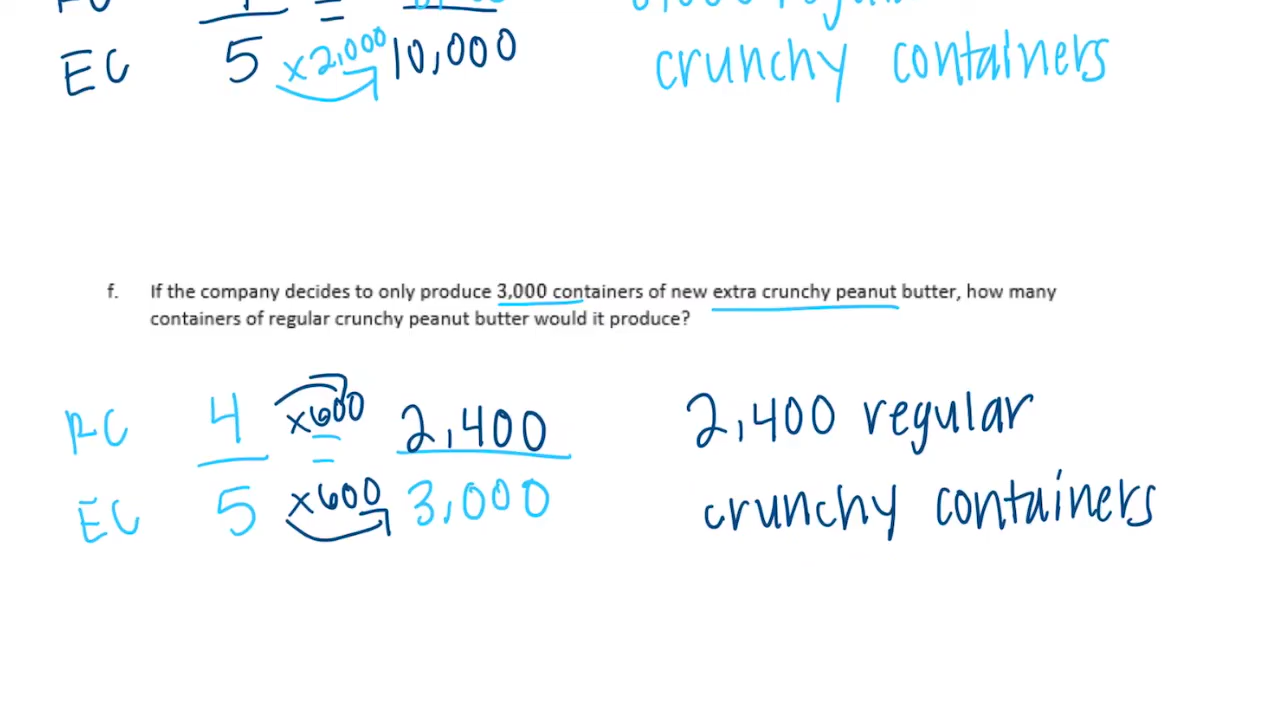 EC 5 ×2,000 10,000 crunchy containers
f. If the company decides to only produce 3,000 containers of new extra crunchy peanut butter, how many
containers of regular crunchy peanut butter would it produce?
RC 4 ×600 2,400 2,400 regular
=
EC 5 ×600 3,000 crunchy containers